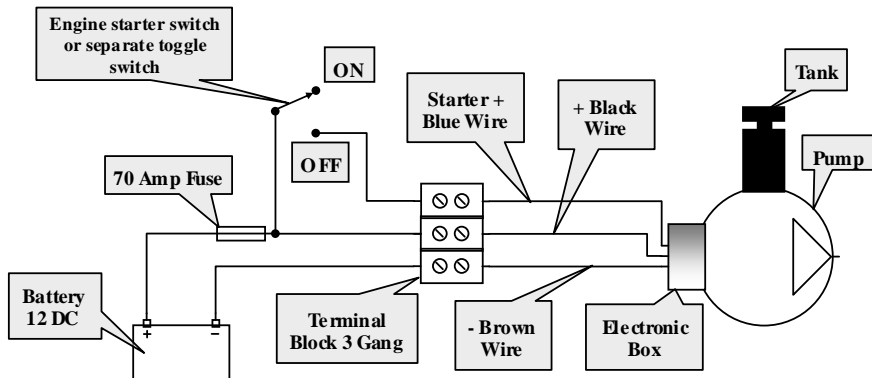 Engine starter switch
or separate toggle
switch
ON
OFF
Starter +
Blue Wire
+ Black
Wire
Tank
Pump
70 Amp Fuse
Battery
12 DC
+
–
Terminal
Block 3 Gang
- Brown
Wire
Electronic
Box